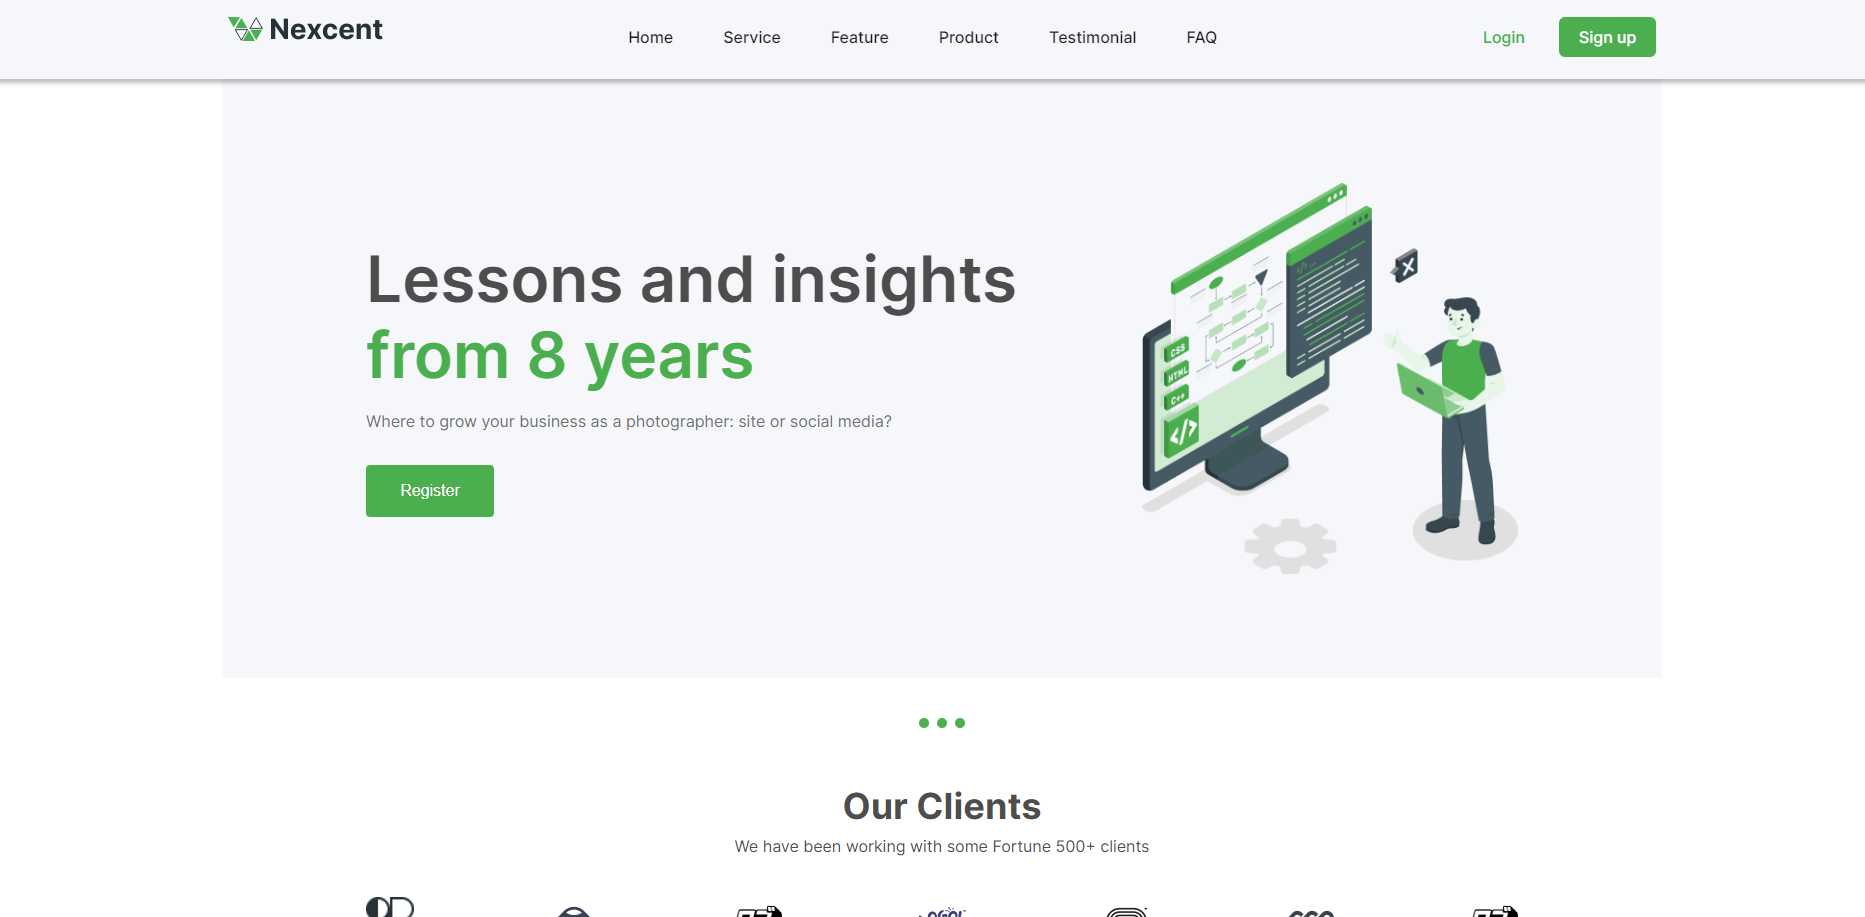 Nexcent
Home
Service
Feature
Product
Testimonial
FAQ
Login
Sign up
Lessons and insights
from 8 years
Where to grow your business as a photographer: site or social media?
Register
CSS
HTML
C++
</>
Our Clients
We have been working with some Fortune 500+ clients